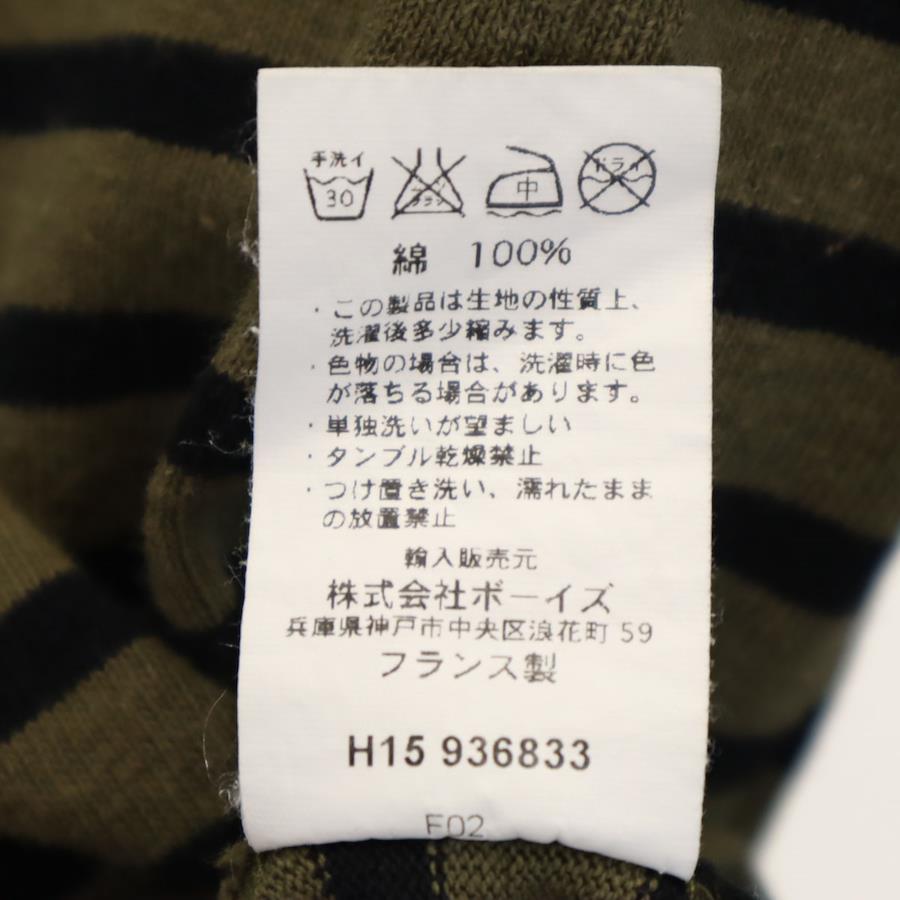 手洗イ
30
中
ドライ
綿 100%
・この製品は生地の性質上、
洗濯後多少縮みます。
・色物の場合は、洗濯時に色
が落ちる場合があります。
・単独洗いが望ましい
・タンブル乾燥禁止
・つけ置き洗い、濡れたまま
の放置禁止
輸入販売元
株式会社ボーイズ
兵庫県神戸市中央区浪花町 59
フランス製
H15 936833
F02